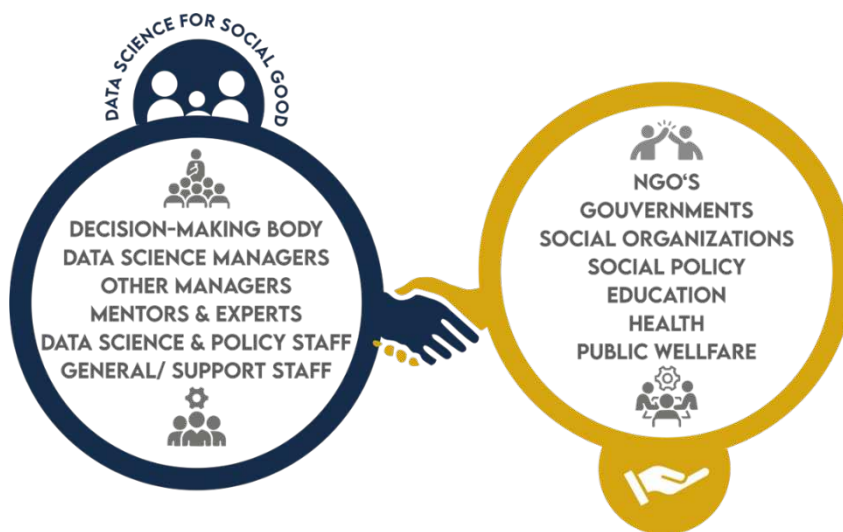 DATA SCIENCE FOR SOCIAL GOOD
DECISION-MAKING BODY
DATA SCIENCE MANAGERS
OTHER MANAGERS
MENTORS & EXPERTS
DATA SCIENCE & POLICY STAFF
GENERAL/ SUPPORT STAFF
NGO‘S
GOUVERNMENTS
SOCIAL ORGANIZATIONS
SOCIAL POLICY
EDUCATION
HEALTH
PUBLIC WELLFARE